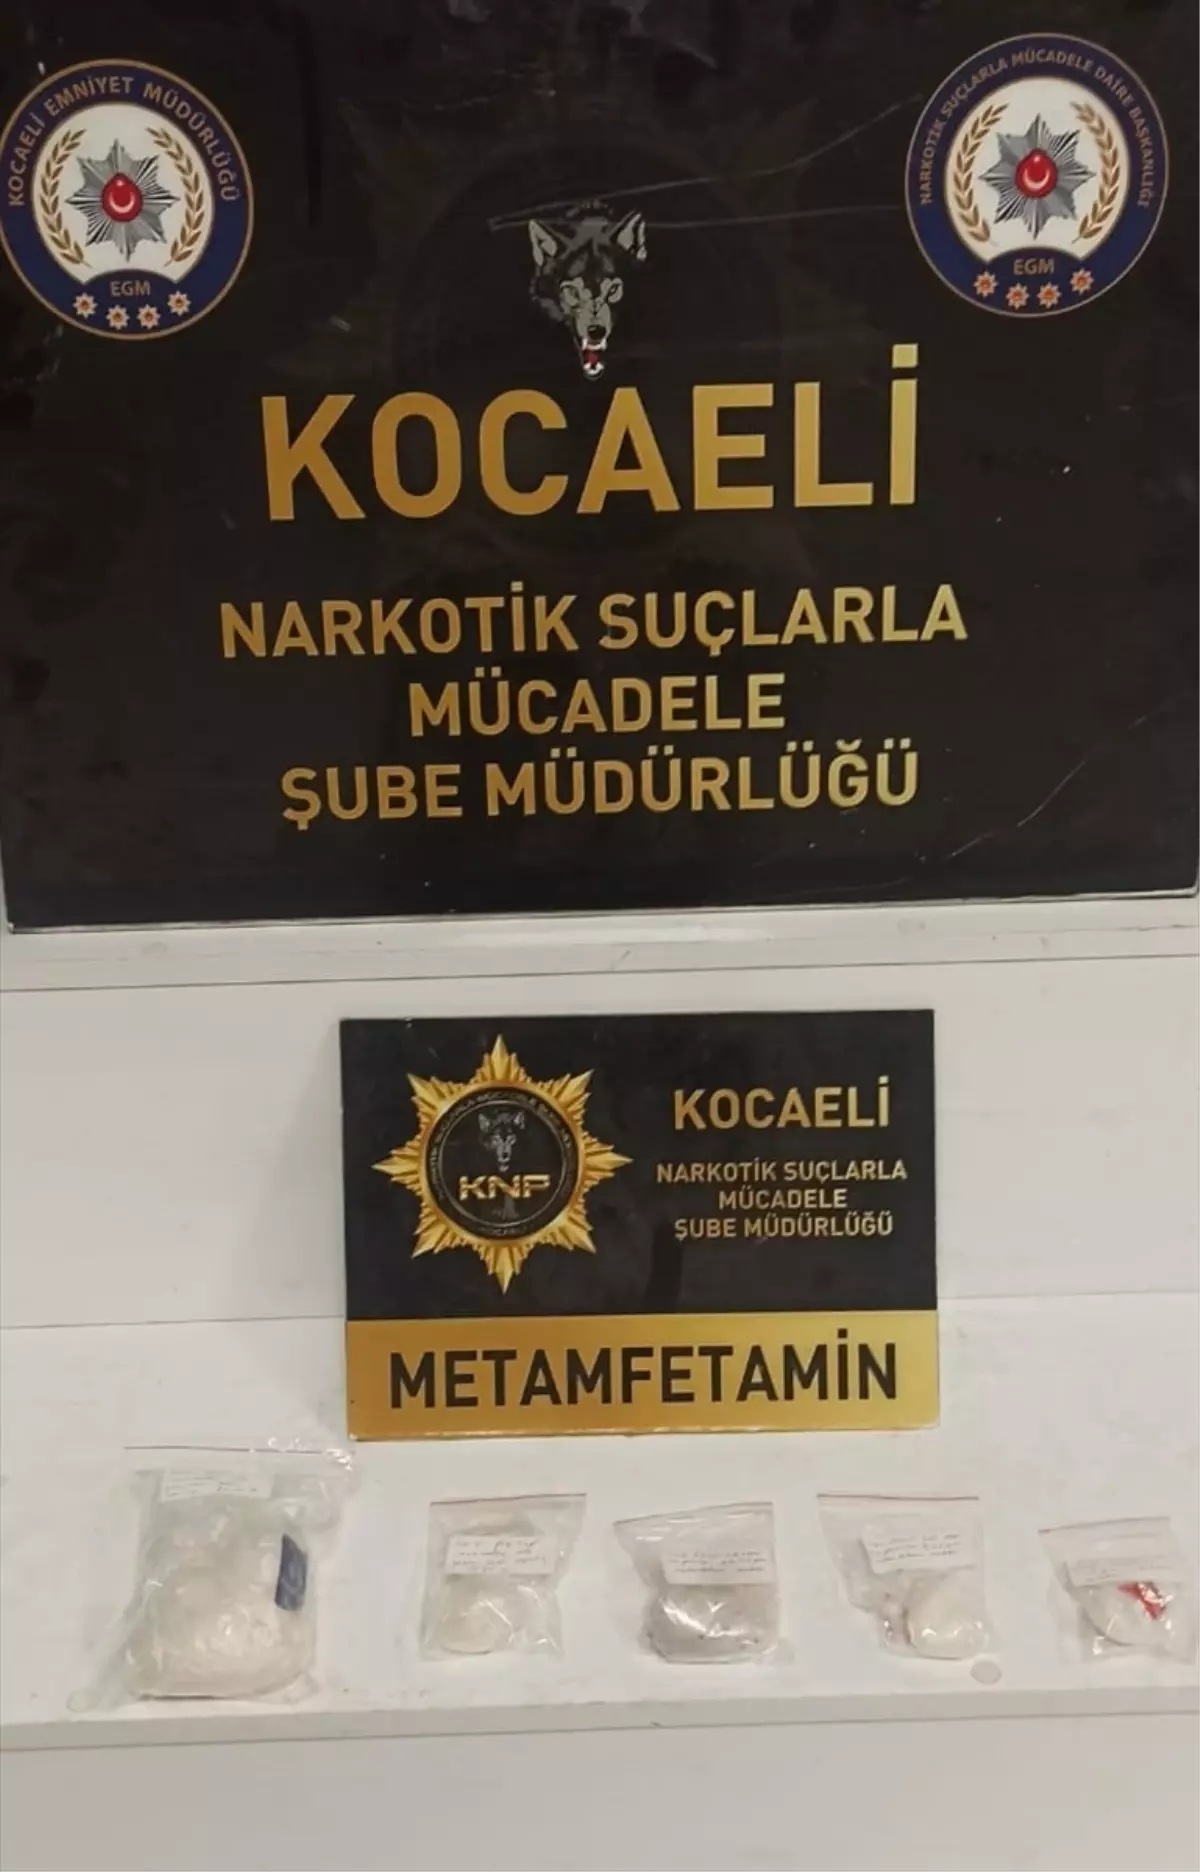 KOCAELİ EMNİYET MÜDÜRLÜĞÜ
EGM
NARKOTİK SUÇLARLA MÜCADELE DAİRE BAŞKANLIĞI
EGM
KOCAELİ
NARKOTİK SUÇLARLA
MÜCADELE
ŞUBE MÜDÜRLÜĞÜ
KNP
KOCAELİ
NARKOTİK SUÇLARLA
MÜCADELE
ŞUBE MÜDÜRLÜĞÜ
METAMFETAMİN